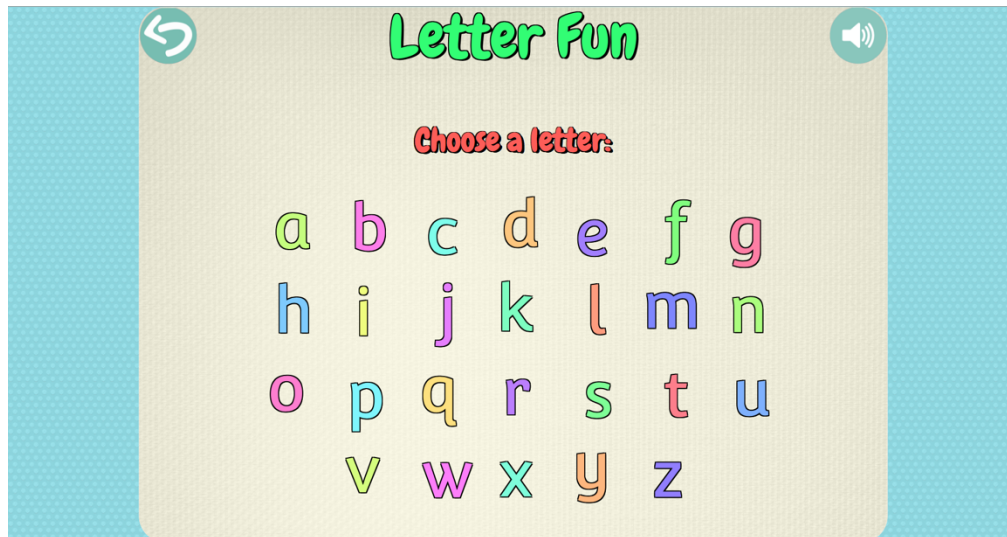 Letter Fun
Choose a letter:
a b c d e f g
h i j k l m n
o p q r s t u
v w x y z